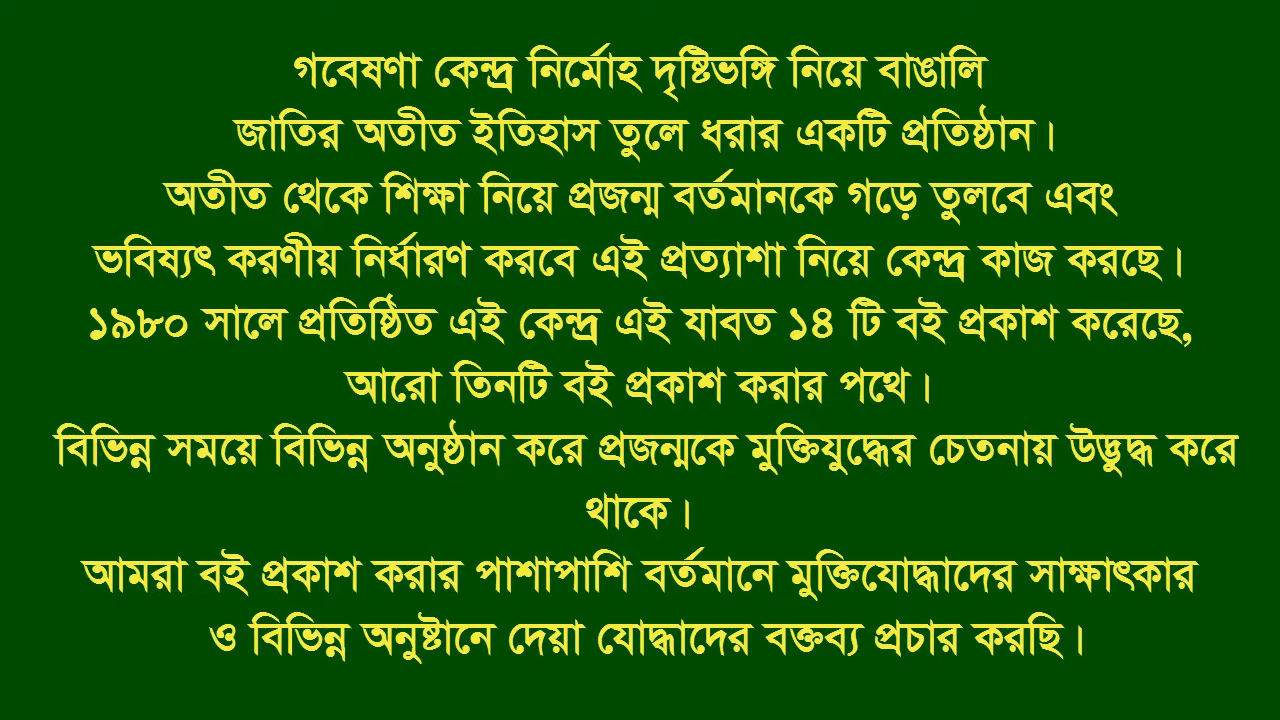 গবেষণা কেন্দ্র নির্মোহ দৃষ্টিভঙ্গি নিয়ে বাঙালি
জাতির অতীত ইতিহাস তুলে ধরার একটি প্রতিষ্ঠান।
অতীত থেকে শিক্ষা নিয়ে প্রজন্ম বর্তমানকে গড়ে তুলবে এবং
ভবিষ্যৎ করণীয় নির্ধারণ করবে এই প্রত্যাশা নিয়ে কেন্দ্র কাজ করছে।
১৯৮০ সালে প্রতিষ্ঠিত এই কেন্দ্র এই যাবত ১৪ টি বই প্রকাশ করেছে,
আরো তিনটি বই প্রকাশ করার পথে।
বিভিন্ন সময়ে বিভিন্ন অনুষ্ঠান করে প্রজন্মকে মুক্তিযুদ্ধের চেতনায় উদ্ভুদ্ধ করে
থাকে।
আমরা বই প্রকাশ করার পাশাপাশি বর্তমানে মুক্তিযোদ্ধাদের সাক্ষাৎকার
ও বিভিন্ন অনুষ্টানে দেয়া যোদ্ধাদের বক্তব্য প্রচার করছি।